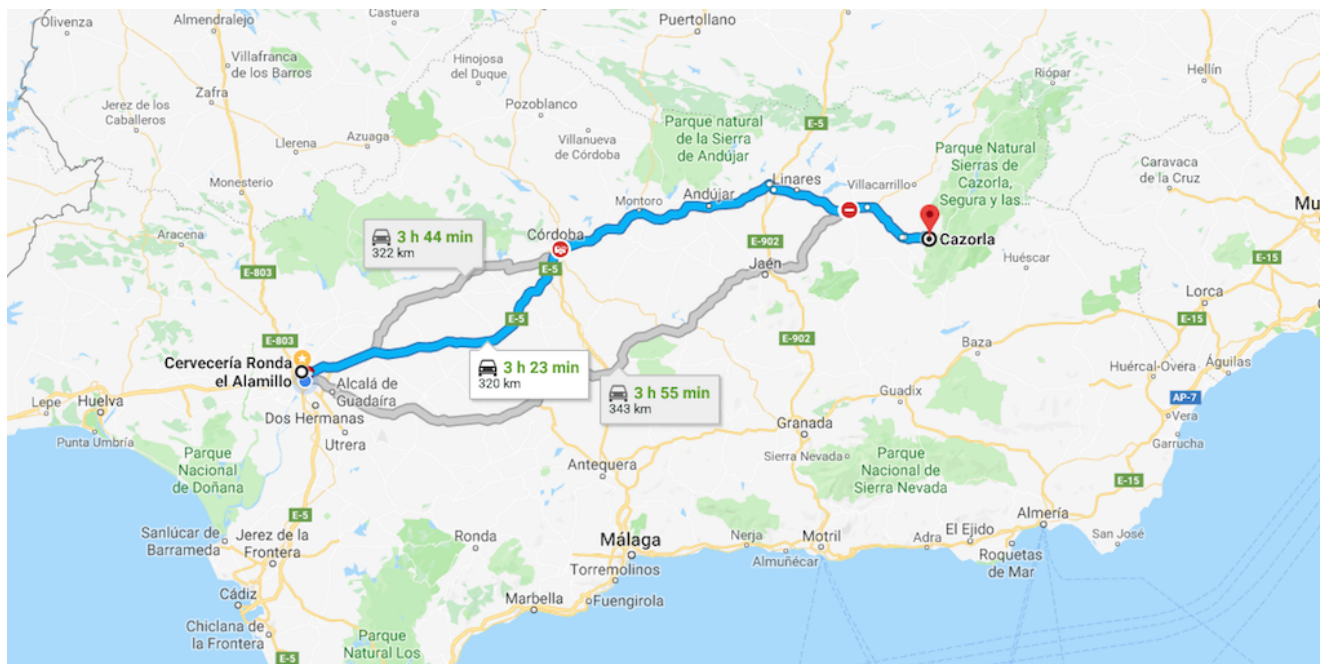 Olivenza
Almendralejo
Castuera
Puertollano
Villafranca
de los Barros
Hinojosa
del Duque
Riópar
Hellín
Zafra
Jerez de los
Caballeros
Pozoblanco
Llerena
Azuaga
Villanueva
de Córdoba
Parque natural
de la Sierra
de Andújar
E-5
Parque Natural
Sierras de
Cazorla,
Segura y las...
Caravaca
de la Cruz
Monesterio
Linares
Villacarrillo
Andújar
Montoro
Mu
Aracena
3 h 44 min
322 km
Córdoba
E-902
Cazorla
E-803
E-5
Jaén
Huéscar
E-15
Lorca
E-5
E-15
E-803
E-902
Baza
Cervecería Ronda
el Alamillo
3 h 23 min
320 km
Huércal-Overa
Águilas
Alcalá de
Guadaíra
3 h 55 min
343 km
Guadix
AP-7
Lepe
Huelva
Dos Hermanas
Vera
Punta Umbría
Utrera
Granada
Garrucha
Parque
Nacional
de Doñana
Antequera
Sierra Nevada
Parque
Nacional de
Sierra Nevada
E-15
E-5
Almería
Sanlúcar de
Barrameda
Jerez de la
Frontera
Ronda
Málaga
Nerja
Motril
Adra
El Ejido
San José
Almuñécar
Roquetas
de Mar
Torremolinos
Cádiz
Marbella
Fuengirola
Chiclana de
la Frontera
Parque
Natural Los
E-5